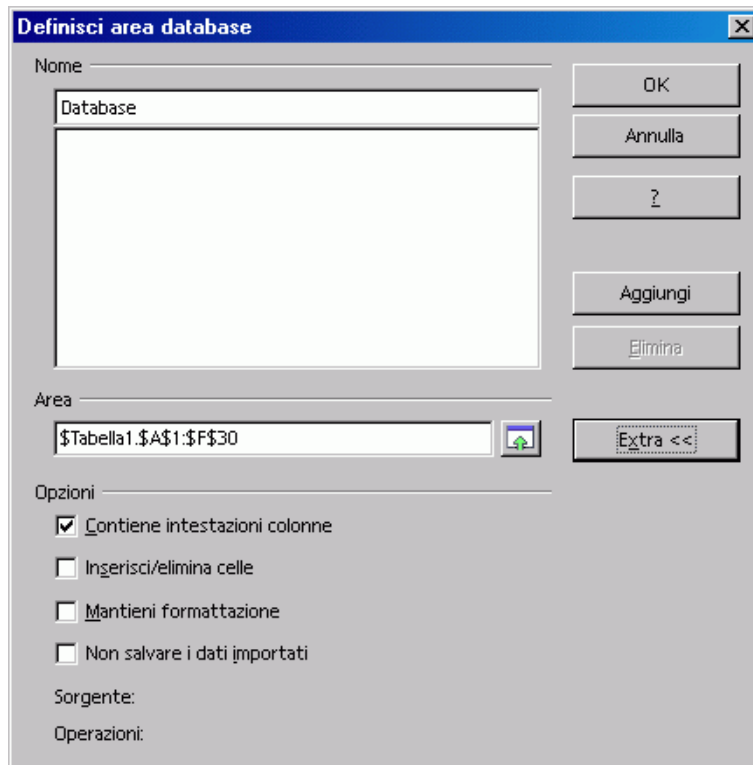 Definisci area database
Nome
Database
OK
Annulla
?
Aggiungi
Elimina
Area
$Tabella1.$A$1:$F$30
Extra <<
Opzioni
Contiene intestazioni colonne
Inserisci/elimina celle
Mantieni formattazione
Non salvare i dati importati
Sorgente:
Operazioni: